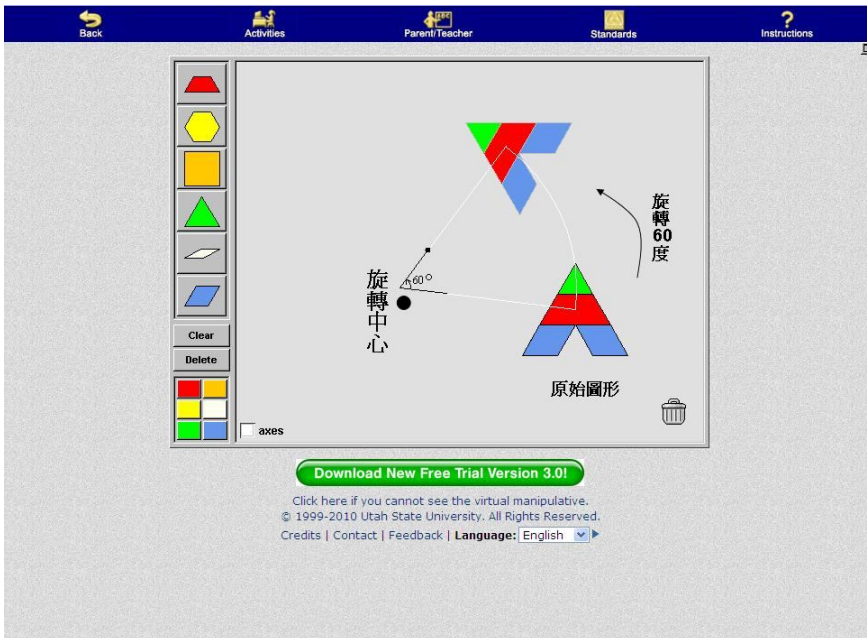 Back Activities Parent/Teacher Standards Instructions
旋轉60度
60°
旋轉中心
原始圖形
Clear
Delete
axes
Download New Free Trial Version 3.0!
Click here if you cannot see the virtual manipulative.
© 1999-2010 Utah State University. All Rights Reserved.
Credits | Contact | Feedback | Language: English